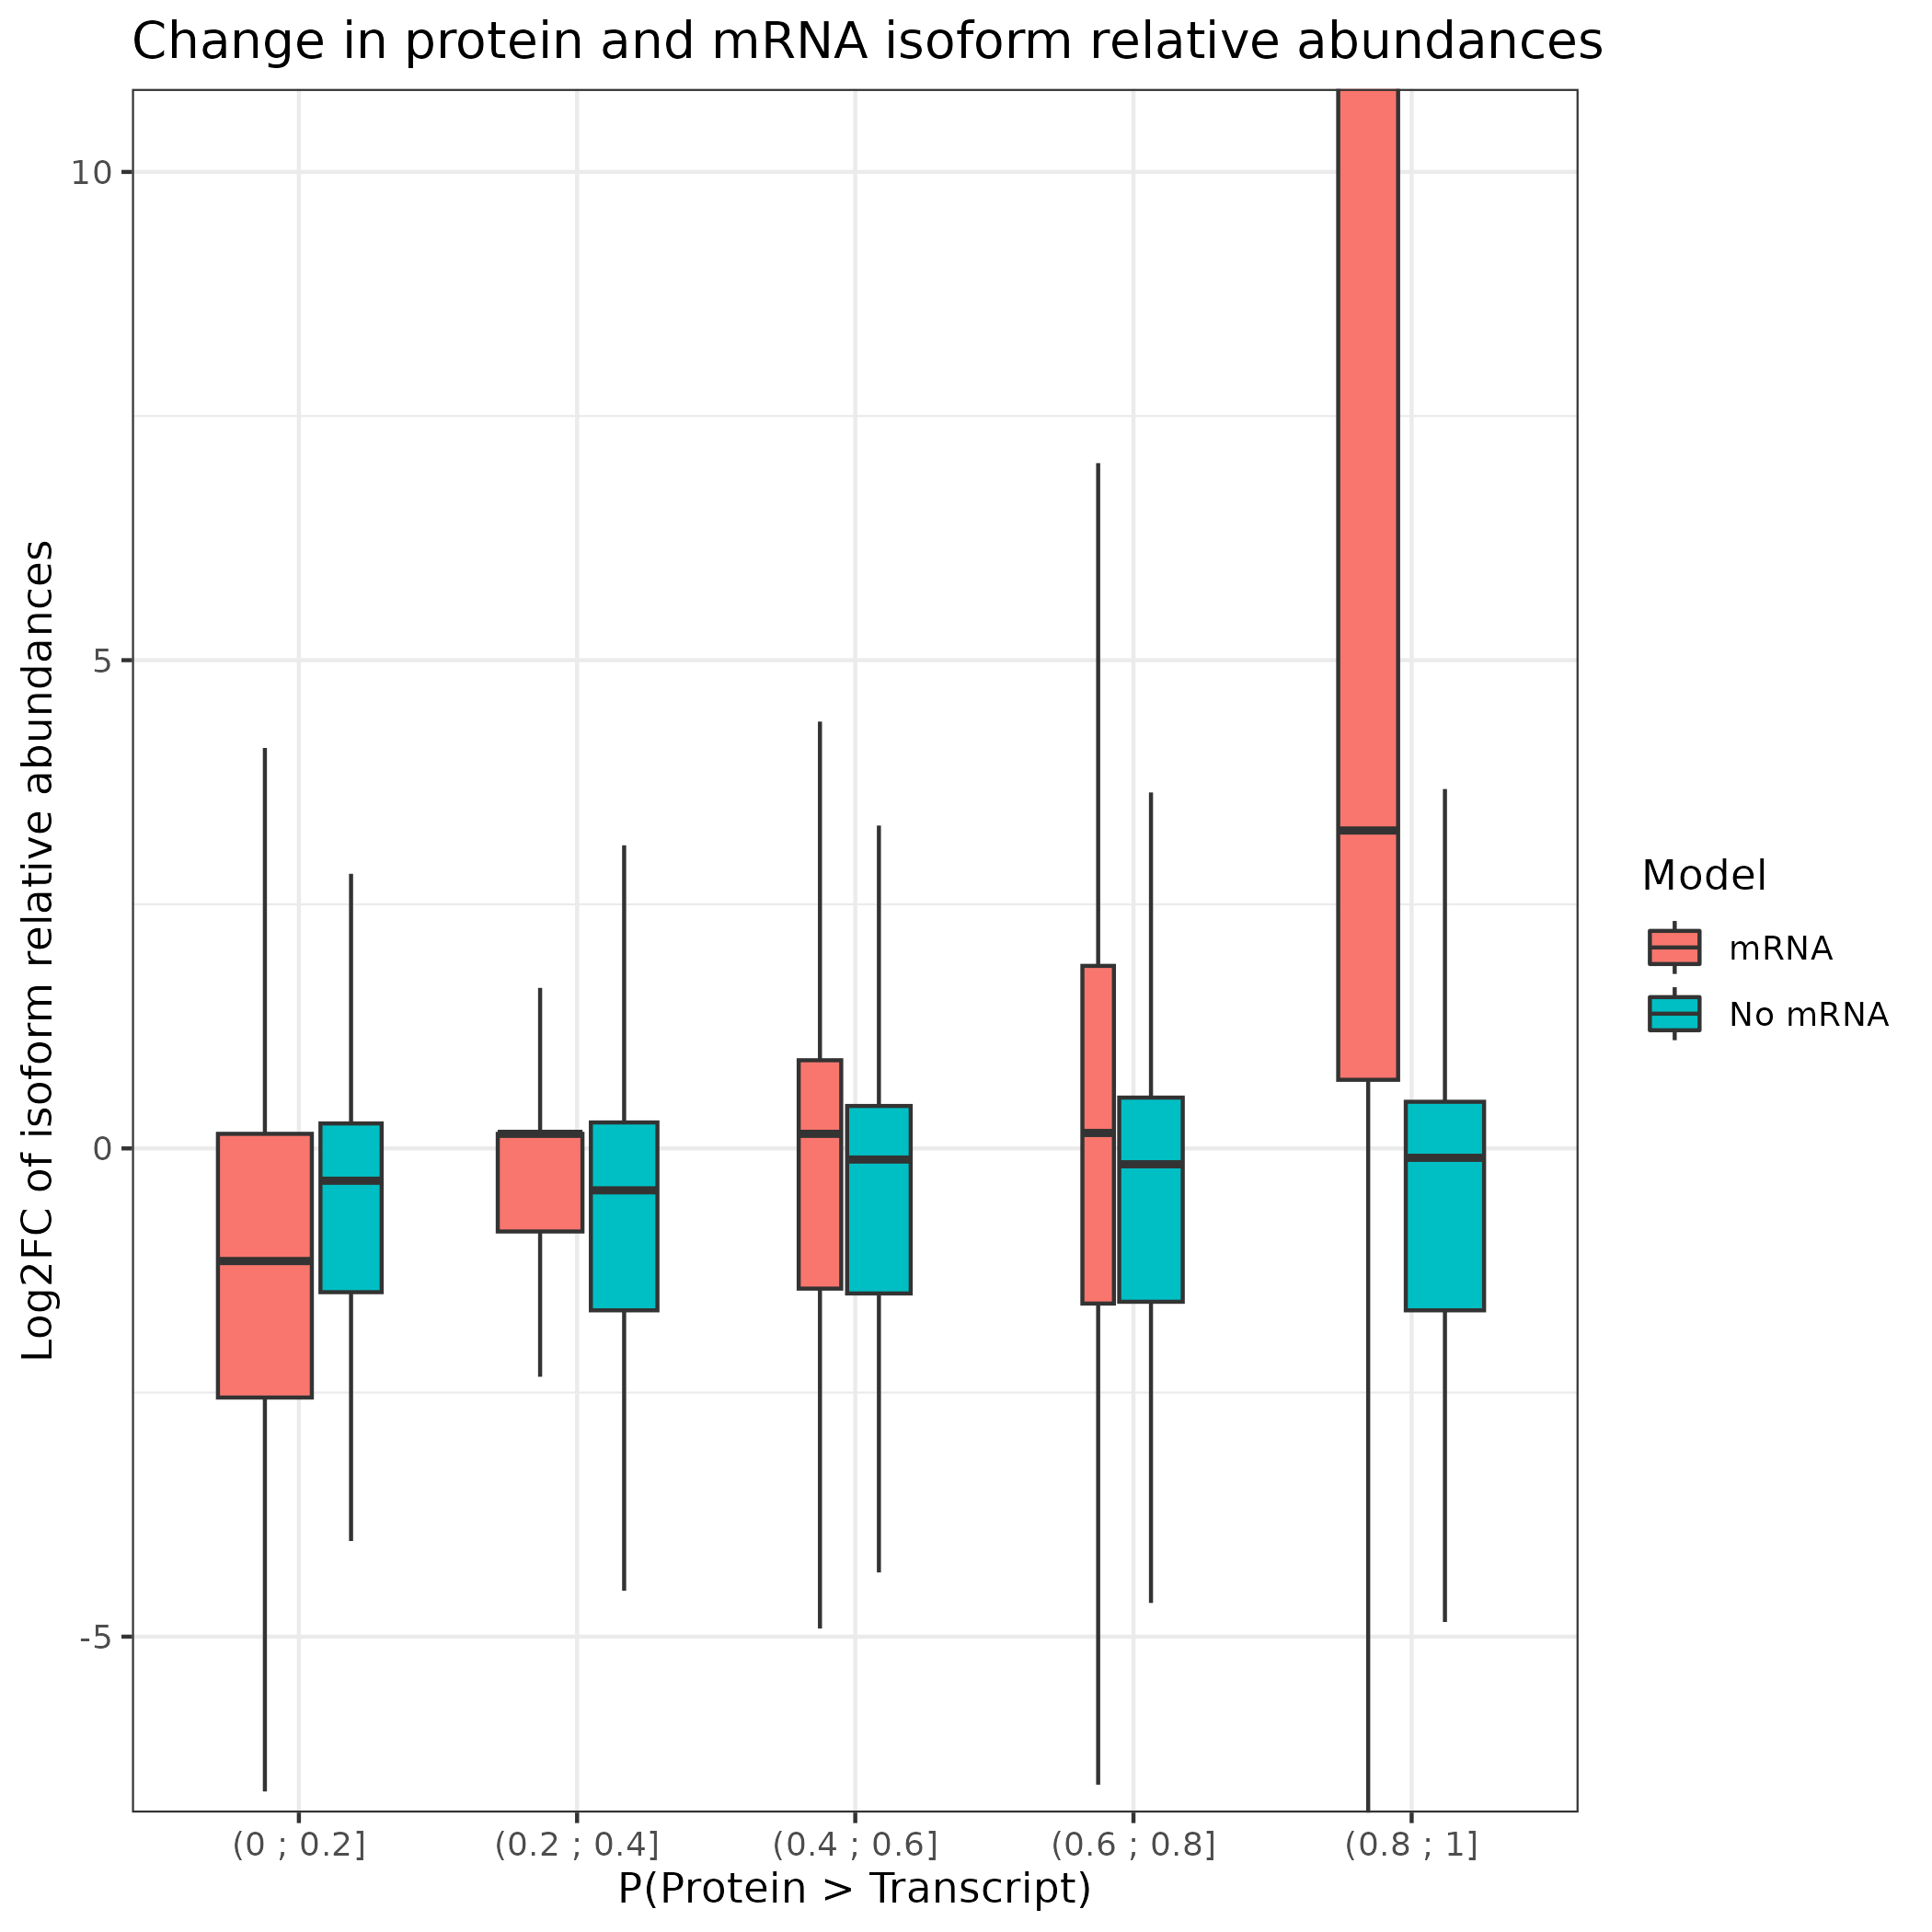 Change in protein and mRNA isoform relative abundances
Log2FC of isoform relative abundances
10
5
0
-5
(0 ; 0.2]
(0.2 ; 0.4]
(0.4 ; 0.6]
(0.6 ; 0.8]
(0.8 ; 1]
P(Protein > Transcript)
Model
mRNA
No mRNA